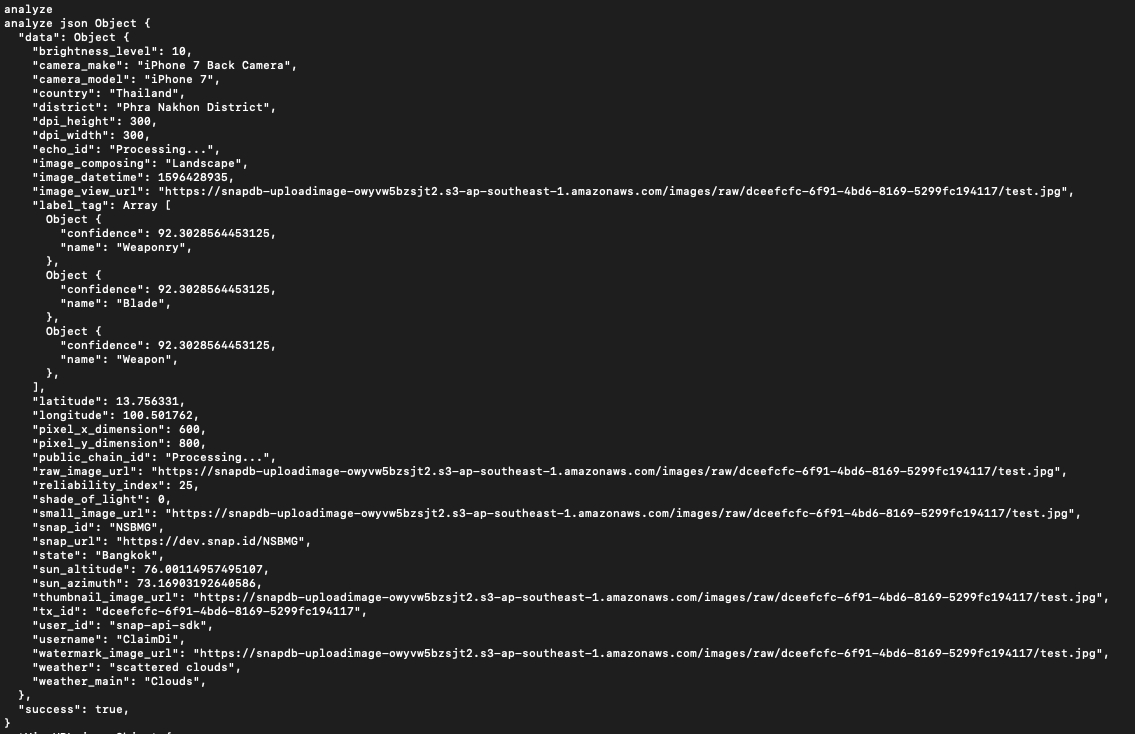 analyze
analyze json Object {
  "data": Object {
    "brightness_level": 10,
    "camera_make": "iPhone 7 Back Camera",
    "camera_model": "iPhone 7",
    "country": "Thailand",
    "district": "Phra Nakhon District",
    "dpi_height": 300,
    "dpi_width": 300,
    "echo_id": "Processing...",
    "image_composing": "Landscape",
    "image_datetime": 1596428935,
    "image_view_url": "https://snapdb-uploadimage-owyvw5bzsjt2.s3-ap-southeast-1.amazonaws.com/images/raw/dceefcfc-6f91-4bd6-8169-5299fc194117/test.jpg",
    "label_tag": Array [
      Object {
        "confidence": 92.3028564453125,
        "name": "Weaponry",
      },
      Object {
        "confidence": 92.3028564453125,
        "name": "Blade",
      },
      Object {
        "confidence": 92.3028564453125,
        "name": "Weapon",
      },
    ],
    "latitude": 13.756331,
    "longitude": 100.501762,
    "pixel_x_dimension": 600,
    "pixel_y_dimension": 800,
    "public_chain_id": "Processing...",
    "raw_image_url": "https://snapdb-uploadimage-owyvw5bzsjt2.s3-ap-southeast-1.amazonaws.com/images/raw/dceefcfc-6f91-4bd6-8169-5299fc194117/test.jpg",
    "reliability_index": 25,
    "shade_of_light": 0,
    "small_image_url": "https://snapdb-uploadimage-owyvw5bzsjt2.s3-ap-southeast-1.amazonaws.com/images/raw/dceefcfc-6f91-4bd6-8169-5299fc194117/test.jpg",
    "snap_id": "NSBMG",
    "snap_url": "https://dev.snap.id/NSBMG",
    "state": "Bangkok",
    "sun_altitude": 76.00114957495107,
    "sun_azimuth": 73.16903192640586,
    "thumbnail_image_url": "https://snapdb-uploadimage-owyvw5bzsjt2.s3-ap-southeast-1.amazonaws.com/images/raw/dceefcfc-6f91-4bd6-8169-5299fc194117/test.jpg",
    "tx_id": "dceefcfc-6f91-4bd6-8169-5299fc194117",
    "user_id": "snap-api-sdk",
    "username": "ClaimDi",
    "watermark_image_url": "https://snapdb-uploadimage-owyvw5bzsjt2.s3-ap-southeast-1.amazonaws.com/images/raw/dceefcfc-6f91-4bd6-8169-5299fc194117/test.jpg",
    "weather": "scattered clouds",
    "weather_main": "Clouds",
  },
  "success": true,
}